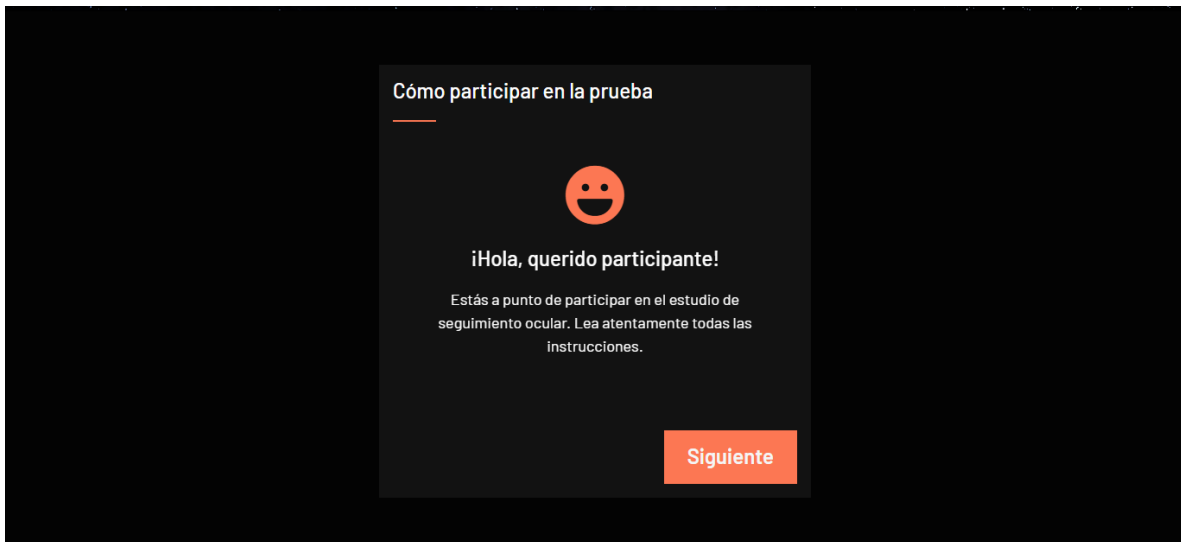 Cómo participar en la prueba
¡Hola, querido participante!
Estás a punto de participar en el estudio de
seguimiento ocular. Lea atentamente todas las
instrucciones.
Siguiente